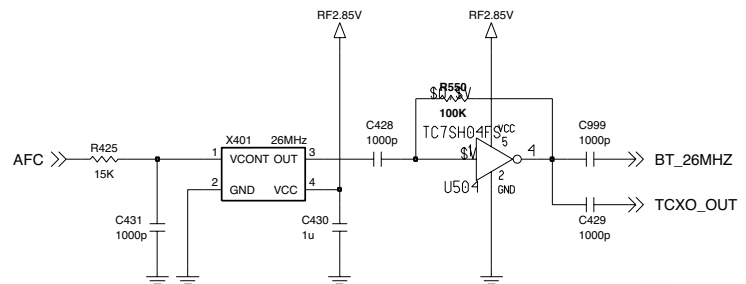 RF2.85V
RF2.85V
R550
100K
TC7SH04FS
VCC
5
C428
1000p
C999
1000p
X401
26MHz
R425
15K
AFC
1
VCONT
OUT
3
2
GND
VCC
4
4
BT_26MHZ
U504
2
GND
C431
1000p
C430
1u
C429
1000p
TCXO_OUT